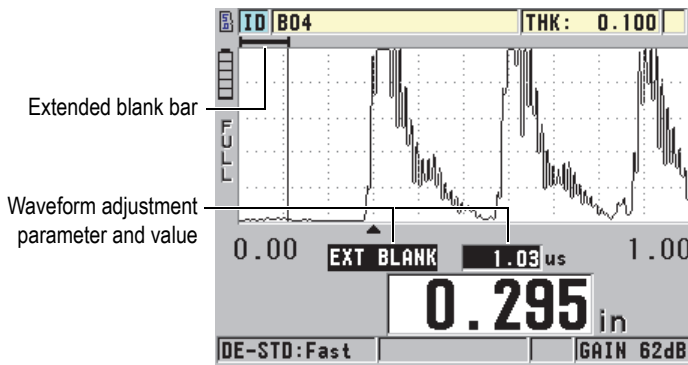 ID B04 THK: 0.100
Extended blank bar
FULL
Waveform adjustment
parameter and value
0.00 EXT BLANK 1.03 us 1.00
0.295 in
DE-STD:Fast GAIN 62dB